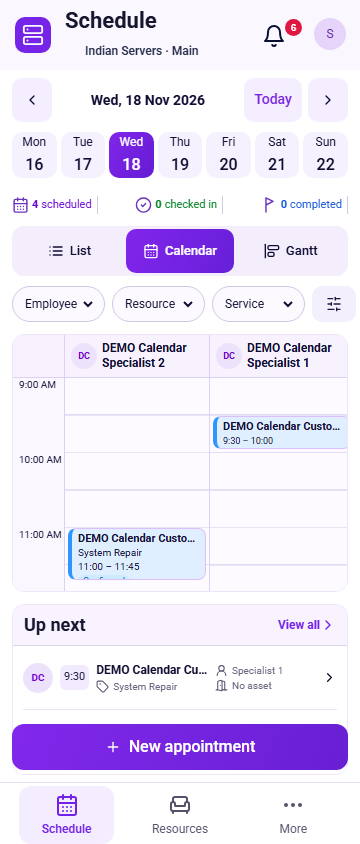 Schedule
Indian Servers · Main
6
S
Wed, 18 Nov 2026
Today
Mon Tue Wed Thu Fri Sat Sun
16 17 18 19 20 21 22
4 scheduled
0 checked in
0 completed
List
Calendar
Gantt
Employee
Resource
Service
DC
DEMO Calendar
Specialist 2
DC
DEMO Calendar
Specialist 1
9:00 AM
DEMO Calendar Custo...
9:30 – 10:00
10:00 AM
11:00 AM
DEMO Calendar Custo...
System Repair
11:00 – 11:45
Up next
View all
DC
9:30
DEMO Calendar Cu...
System Repair
Specialist 1
No asset
+ New appointment
Schedule
Resources
More